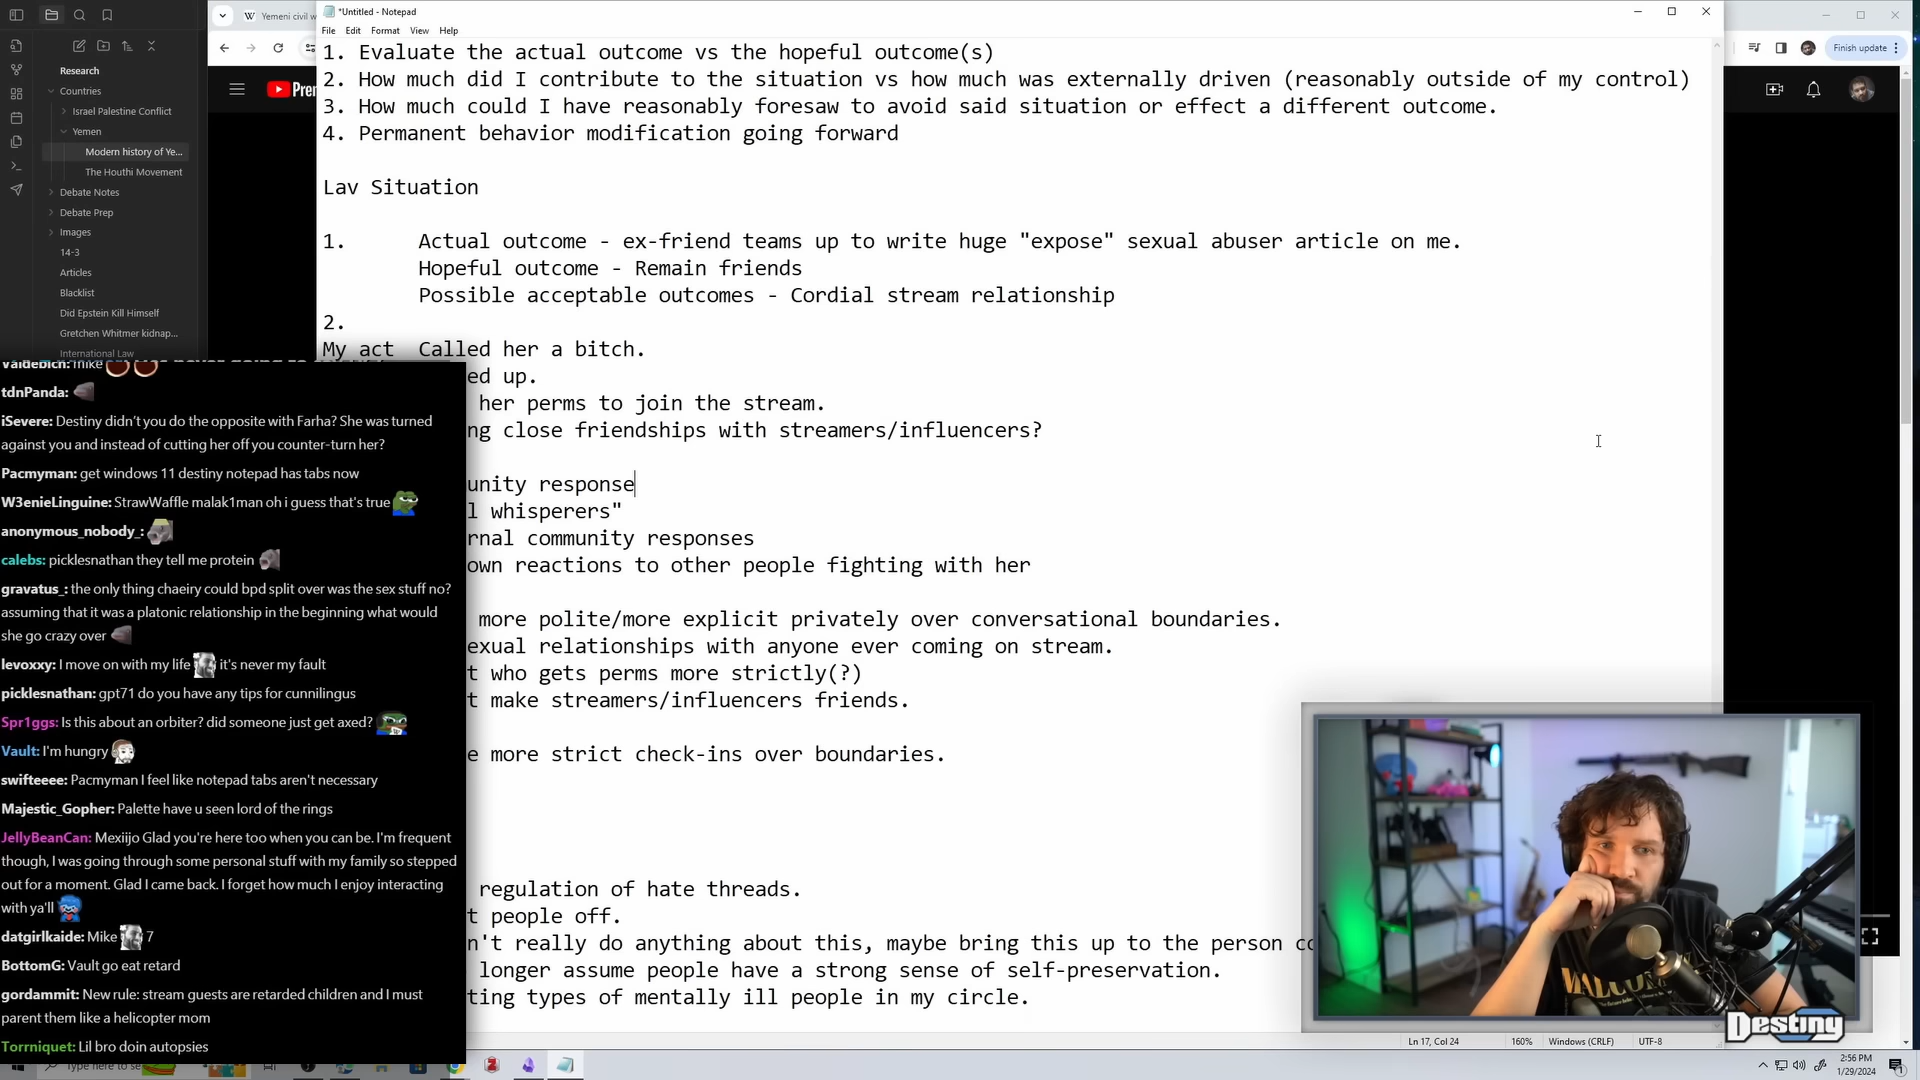 *Untitled - Notepad
File Edit Format View Help
Finish update
Research
Countries
Israel Palestine Conflict
Yemen
Modern history of Ye...
The Houthi Movement
Debate Notes
Debate Prep
Images
14-3
Articles
Blacklist
Did Epstein Kill Himself
Gretchen Whitmer kidnap...
International Law
W Yemeni civil w
1. Evaluate the actual outcome vs the hopeful outcome(s)
2. How much did I contribute to the situation vs how much was externally driven (reasonably outside of my control)
3. How much could I have reasonably foresaw to avoid said situation or effect a different outcome.
4. Permanent behavior modification going forward
Lav Situation
1. Actual outcome - ex-friend teams up to write huge "expose" sexual abuser article on me.
Hopeful outcome - Remain friends
Possible acceptable outcomes - Cordial stream relationship
2.
My act Called her a bitch.
ed up.
her perms to join the stream.
ng close friendships with streamers/influencers?
unity response
l whisperers"
rnal community responses
own reactions to other people fighting with her
more polite/more explicit privately over conversational boundaries.
exual relationships with anyone ever coming on stream.
t who gets perms more strictly(?)
t make streamers/influencers friends.
e more strict check-ins over boundaries.
regulation of hate threads.
t people off.
n't really do anything about this, maybe bring this up to the person co
longer assume people have a strong sense of self-preservation.
ting types of mentally ill people in my circle.
Valdebich: mike
tdnPanda:
iSevere: Destiny didn't you do the opposite with Farha? She was turned
against you and instead of cutting her off you counter-turn her?
Pacmyman: get windows 11 destiny notepad has tabs now
W3enieLinguine: StrawWaffle malak1man oh i guess that's true
anonymous_nobody_:
calebs: picklesnathan they tell me protein
gravatus_: the only thing chaeiry could bpd split over was the sex stuff no?
assuming that it was a platonic relationship in the beginning what would
she go crazy over
levoxxy: I move on with my life it's never my fault
picklesnathan: gpt71 do you have any tips for cunnilingus
Spr1ggs: Is this about an orbiter? did someone just get axed?
Vault: I'm hungry
swifteeee: Pacmyman I feel like notepad tabs aren't necessary
Majestic_Gopher: Palette have u seen lord of the rings
JellyBeanCan: Mexiijo Glad you're here too when you can be. I'm frequent
though, I was going through some personal stuff with my family so stepped
out for a moment. Glad I came back. I forget how much I enjoy interacting
with ya'll
datgirlkaide: Mike 7
BottomG: Vault go eat retard
gordammit: New rule: stream guests are retarded children and I must
parent them like a helicopter mom
Torrniquet: Lil bro doin autopsies
Destiny
Ln 17, Col 24 160% Windows (CRLF) UTF-8
Type here to se
2:56 PM
1/29/2024